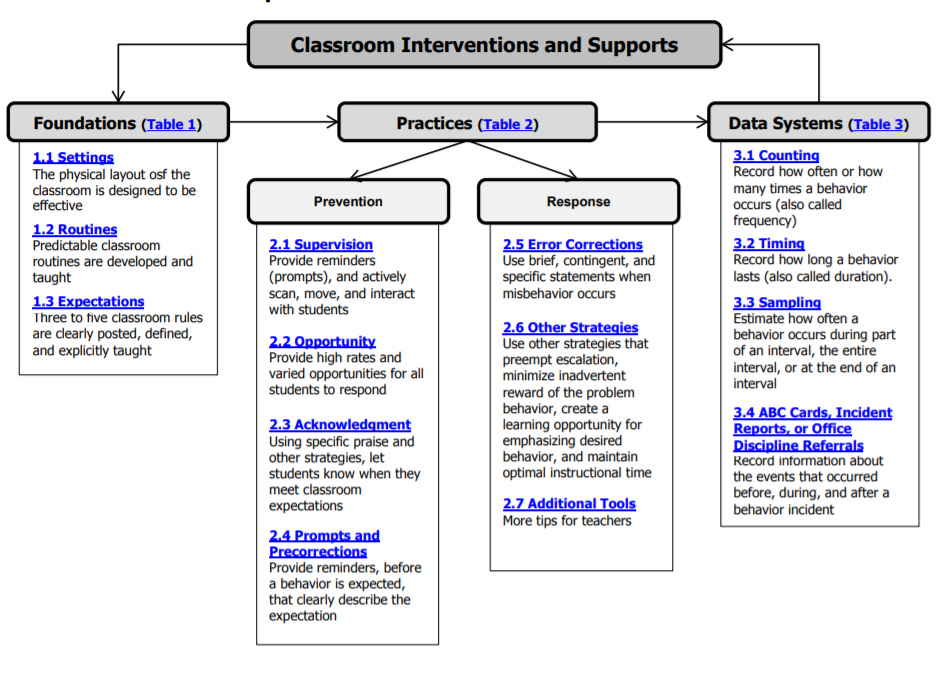 Classroom Interventions and Supports
Foundations (Table 1)
1.1 Settings
The physical layout osf the
classroom is designed to be
effective
1.2 Routines
Predictable classroom
routines are developed and
taught
1.3 Expectations
Three to five classroom rules
are clearly posted, defined,
and explicitly taught
Practices (Table 2)
Prevention
2.1 Supervision
Provide reminders
(prompts), and actively
scan, move, and interact
with students
2.2 Opportunity
Provide high rates and
varied opportunities for all
students to respond
2.3 Acknowledgment
Using specific praise and
other strategies, let
students know when they
meet classroom
expectations
2.4 Prompts and
Precorrections
Provide reminders, before
a behavior is expected,
that clearly describe the
expectation
Response
2.5 Error Corrections
Use brief, contingent, and
specific statements when
misbehavior occurs
2.6 Other Strategies
Use other strategies that
preempt escalation,
minimize inadvertent
reward of the problem
behavior, create a
learning opportunity for
emphasizing desired
behavior, and maintain
optimal instructional time
2.7 Additional Tools
More tips for teachers
Data Systems (Table 3)
3.1 Counting
Record how often or how
many times a behavior
occurs (also called
frequency)
3.2 Timing
Record how long a behavior
lasts (also called duration).
3.3 Sampling
Estimate how often a
behavior occurs during part
of an interval, the entire
interval, or at the end of an
interval
3.4 ABC Cards, Incident
Reports, or Office
Discipline Referrals
Record information about
the events that occurred
before, during, and after a
behavior incident